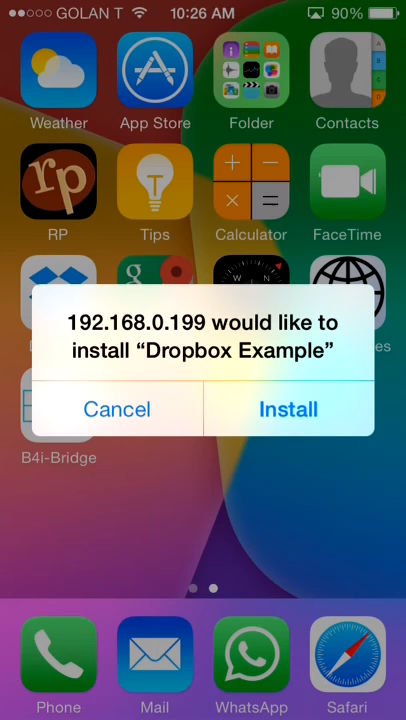 GOLAN T 10:26 AM 90%
Weather App Store Folder Contacts
RP Tips Calculator FaceTime
192.168.0.199 would like to
install “Dropbox Example”
Cancel Install
B4i-Bridge
Phone Mail WhatsApp Safari